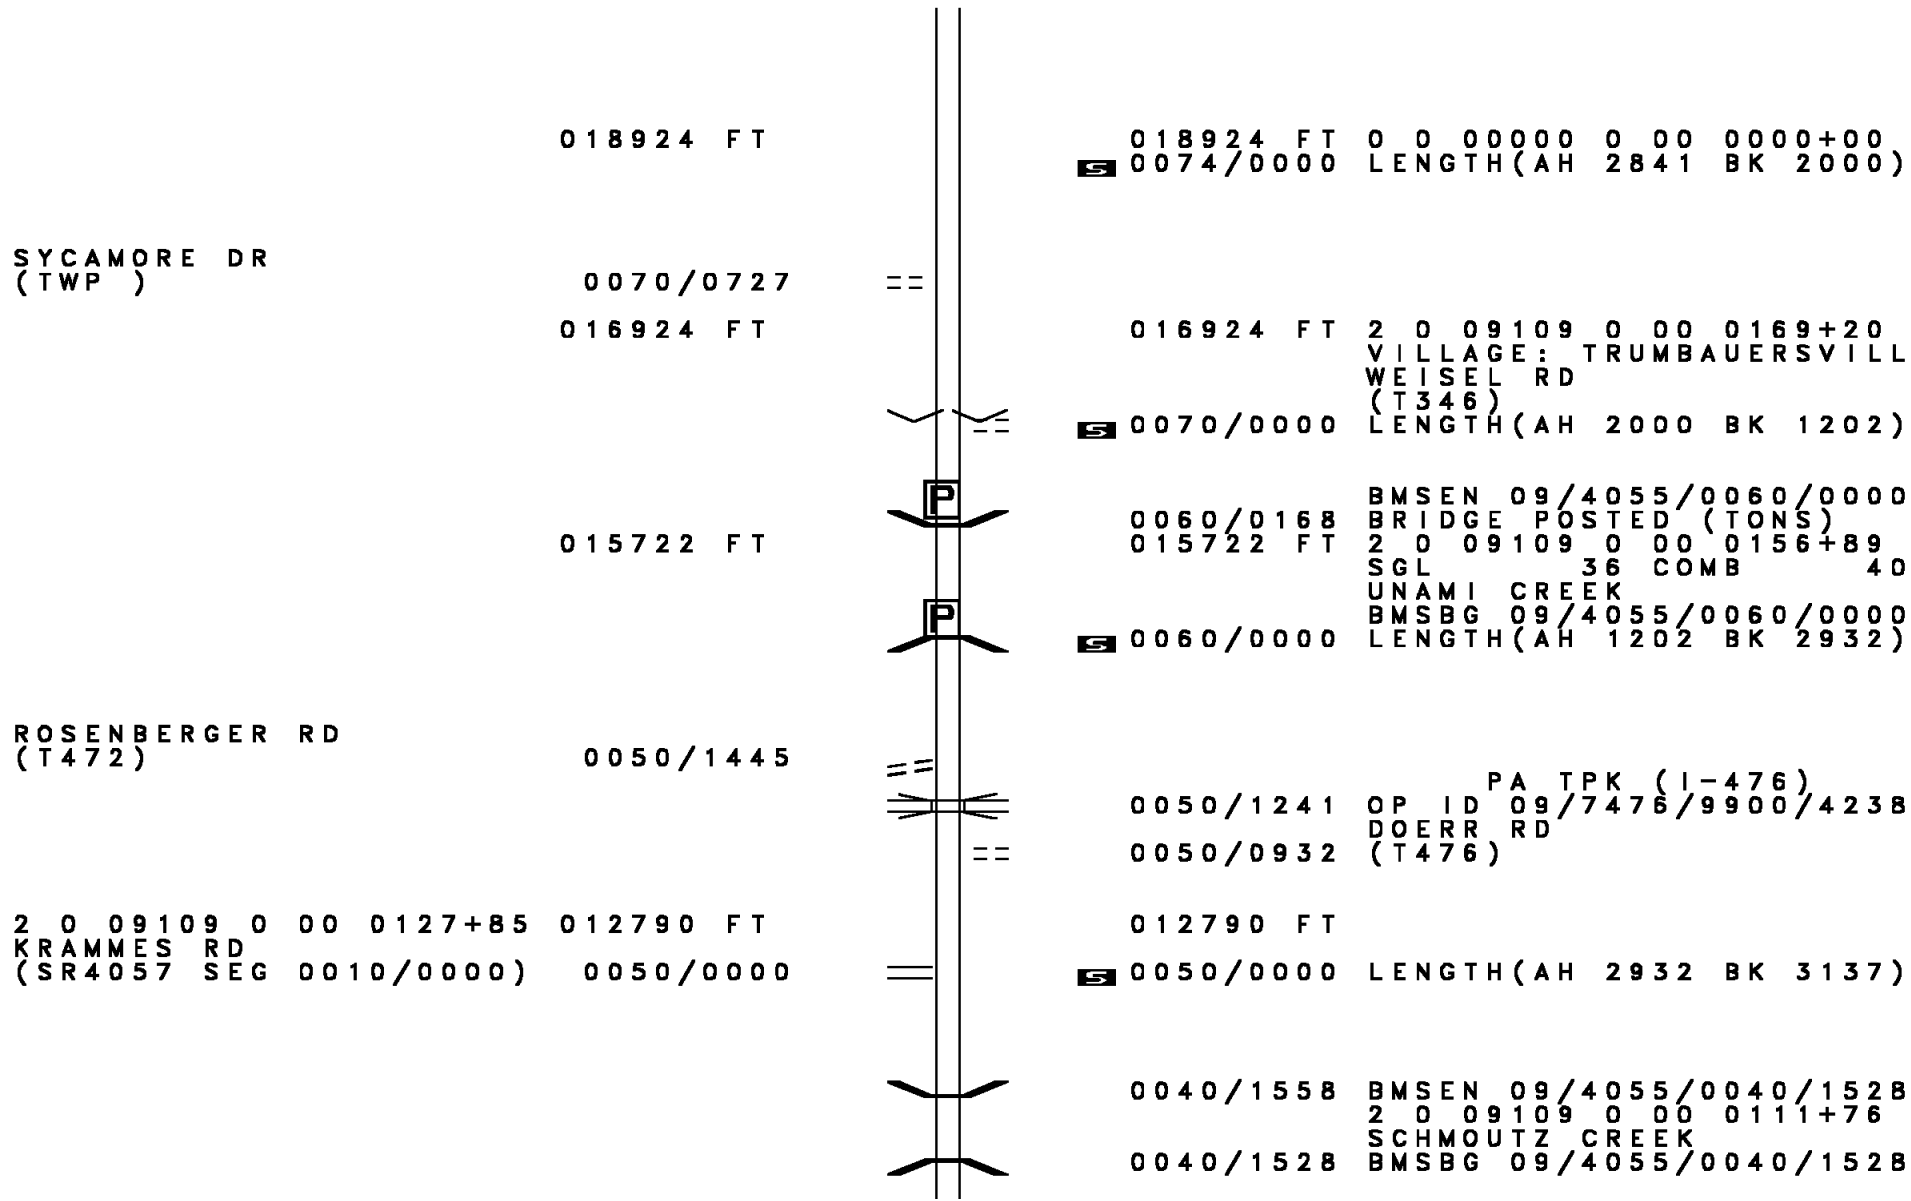 018924 FT 018924 FT 0 0 00000 0 00 0000+00
S 0074/0000 LENGTH(AH 2841 BK 2000)
SYCAMORE DR
(TWP ) 0070/0727
016924 FT 016924 FT 2 0 09109 0 00 0169+20
VILLAGE: TRUMBAUERSVILL
WEISEL RD
(T346)
S 0070/0000 LENGTH(AH 2000 BK 1202)
P BMSEN 09/4055/0060/0000
0060/0168 BRIDGE POSTED (TONS)
015722 FT 015722 FT 2 0 09109 0 00 0156+89
SGL 36 COMB 40
UNAMI CREEK
P BMSBG 09/4055/0060/0000
S 0060/0000 LENGTH(AH 1202 BK 2932)
ROSENBERGER RD
(T472) 0050/1445
PA TPK (I-476)
0050/1241 OP ID 09/7476/9900/4238
DOERR RD
0050/0932 (T476)
2 0 09109 0 00 0127+85 012790 FT 012790 FT
KRAMMES RD
(SR4057 SEG 0010/0000) 0050/0000 S 0050/0000 LENGTH(AH 2932 BK 3137)
0040/1558 BMSEN 09/4055/0040/1528
2 0 09109 0 00 0111+76
SCHMOUTZ CREEK
0040/1528 BMSBG 09/4055/0040/1528